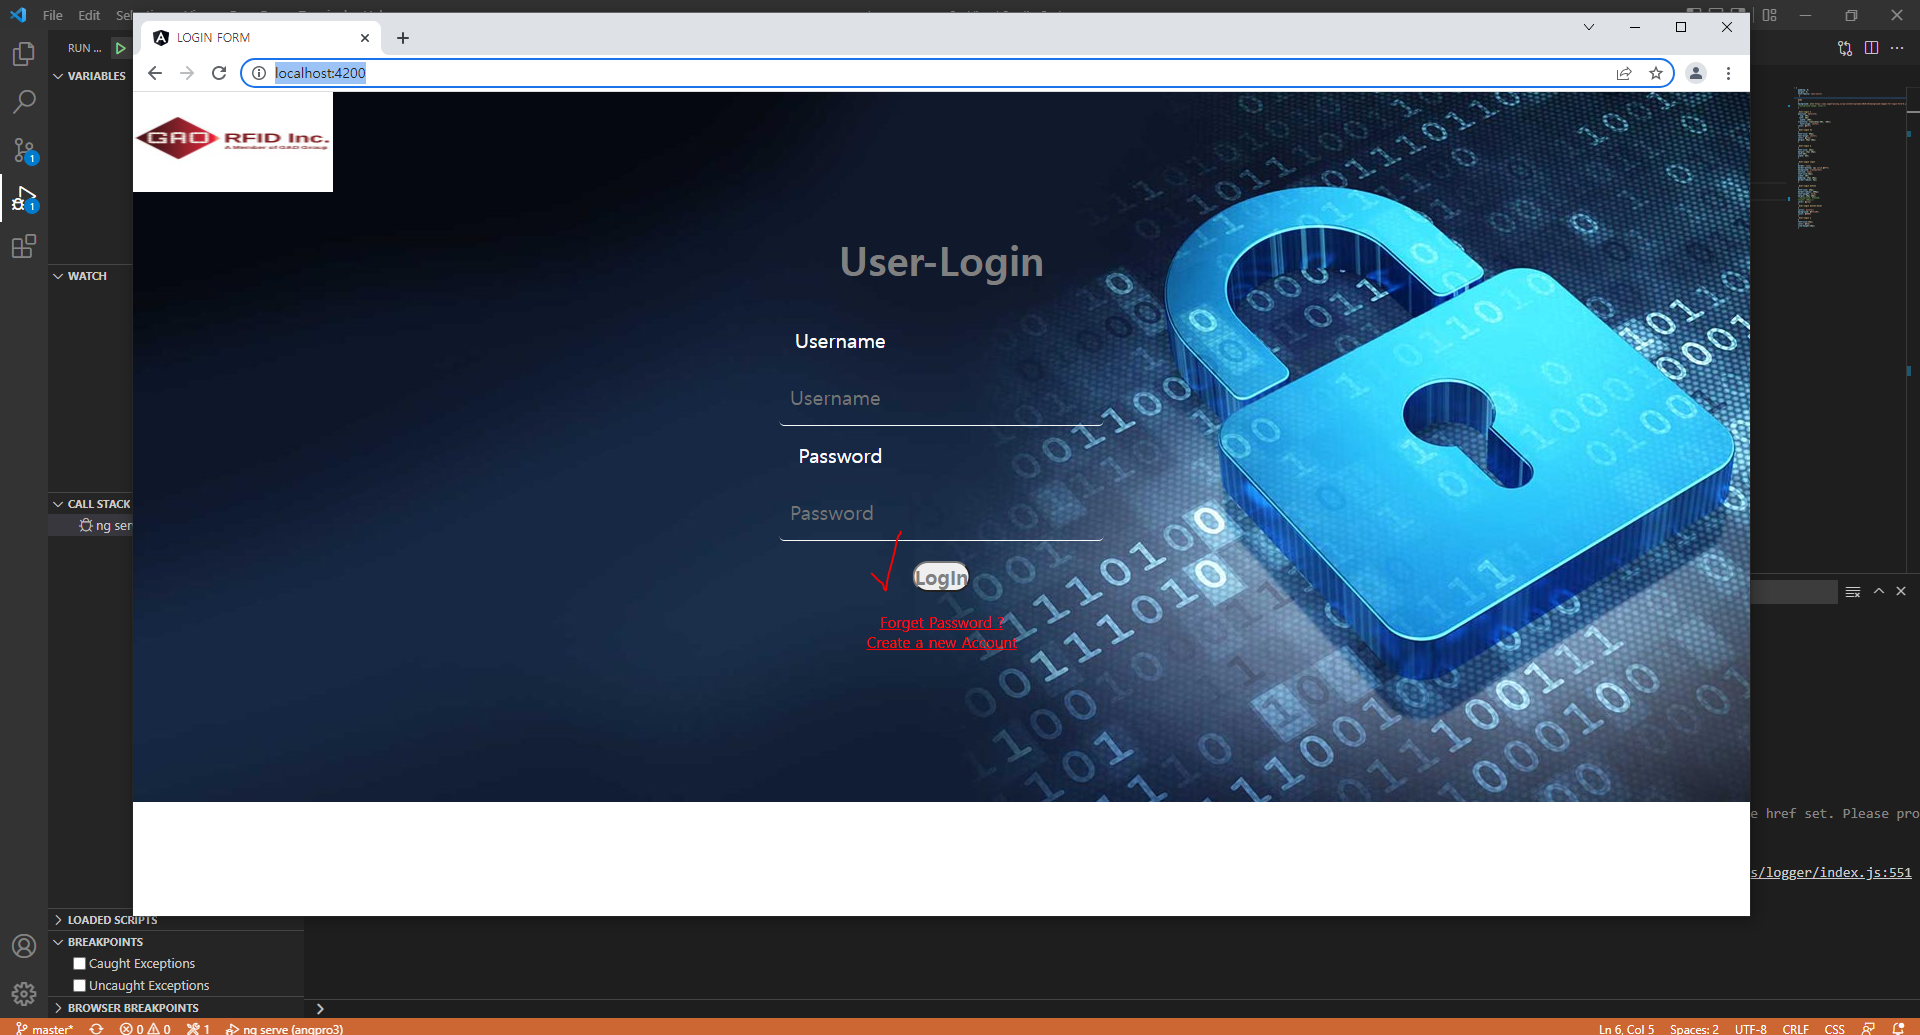 File Edit
LOGIN FORM
RUN ...
localhost:4200
VARIABLES
GAO RFID Inc.
A Member of GAO Group
User-Login
WATCH
Username
Username
Password
CALL STACK
Password
ng ser
LogIn
Forget Password ?
Create a new Account
e href set. Please pro
s/logger/index.js:551
LOADED SCRIPTS
BREAKPOINTS
Caught Exceptions
Uncaught Exceptions
BROWSER BREAKPOINTS
master* 0 0 1 ng serve (angpro3) Ln 6, Col 5 Spaces: 2 UTF-8 CRLF CSS